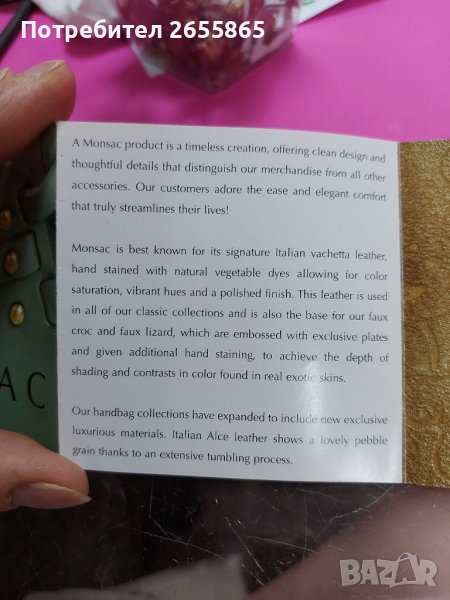 Потребител 2655865
A Monsac product is a timeless creation, offering clean design and
thoughtful details that distinguish our merchandise from all other
accessories. Our customers adore the ease and elegant comfort
that truly streamlines their lives!
Monsac is best known for its signature Italian vachetta leather,
hand stained with natural vegetable dyes allowing for color
saturation, vibrant hues and a polished finish. This leather is used
in all of our classic collections and is also the base for our faux
croc and faux lizard, which are embossed with exclusive plates
and given additional hand staining, to achieve the depth of
shading and contrasts in color found in real exotic skins.
Our handbag collections have expanded to include new exclusive
luxurious materials. Italian Alce leather shows a lovely pebble
grain thanks to an extensive tumbling process.
AC
BAZAR